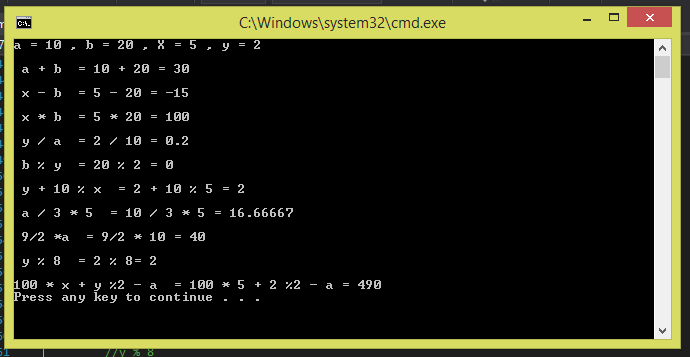 C:\Windows\system32\cmd.exe
a = 10 , b = 20 , X = 5 , y = 2
a + b = 10 + 20 = 30
x - b = 5 - 20 = -15
x * b = 5 * 20 = 100
y / a = 2 / 10 = 0.2
b % y = 20 % 2 = 0
y + 10 % x = 2 + 10 % 5 = 2
a / 3 * 5 = 10 / 3 * 5 = 16.66667
9/2 *a = 9/2 * 10 = 40
y % 8 = 2 % 8= 2
100 * x + y %2 - a = 100 * 5 + 2 %2 - a = 490
Press any key to continue . . .
//y % 8